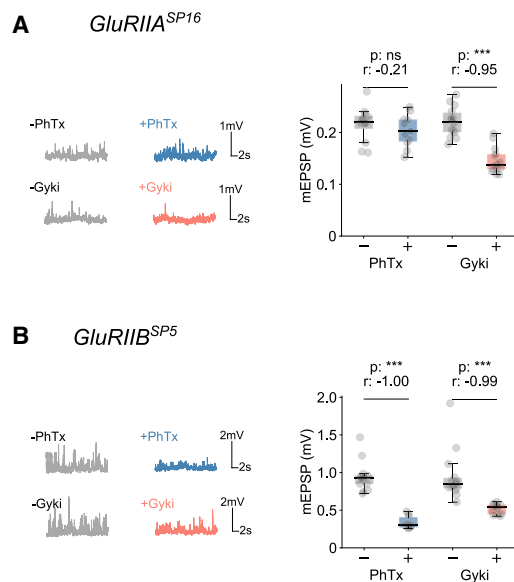 A
GluRIIA^SP16
-PhTx
+PhTx
1mV
2s
-Gyki
+Gyki
1mV
2s
p: ns
r: -0.21
p: ***
r: -0.95
mEPSP (mV)
0.2
0.1
0
− + − +
PhTx Gyki
B
GluRIIB^SP5
-PhTx
+PhTx
2mV
2s
-Gyki
+Gyki
2mV
2s
p: ***
r: -1.00
p: ***
r: -0.99
mEPSP (mV)
2.0
1.5
1.0
0.5
0
− + − +
PhTx Gyki